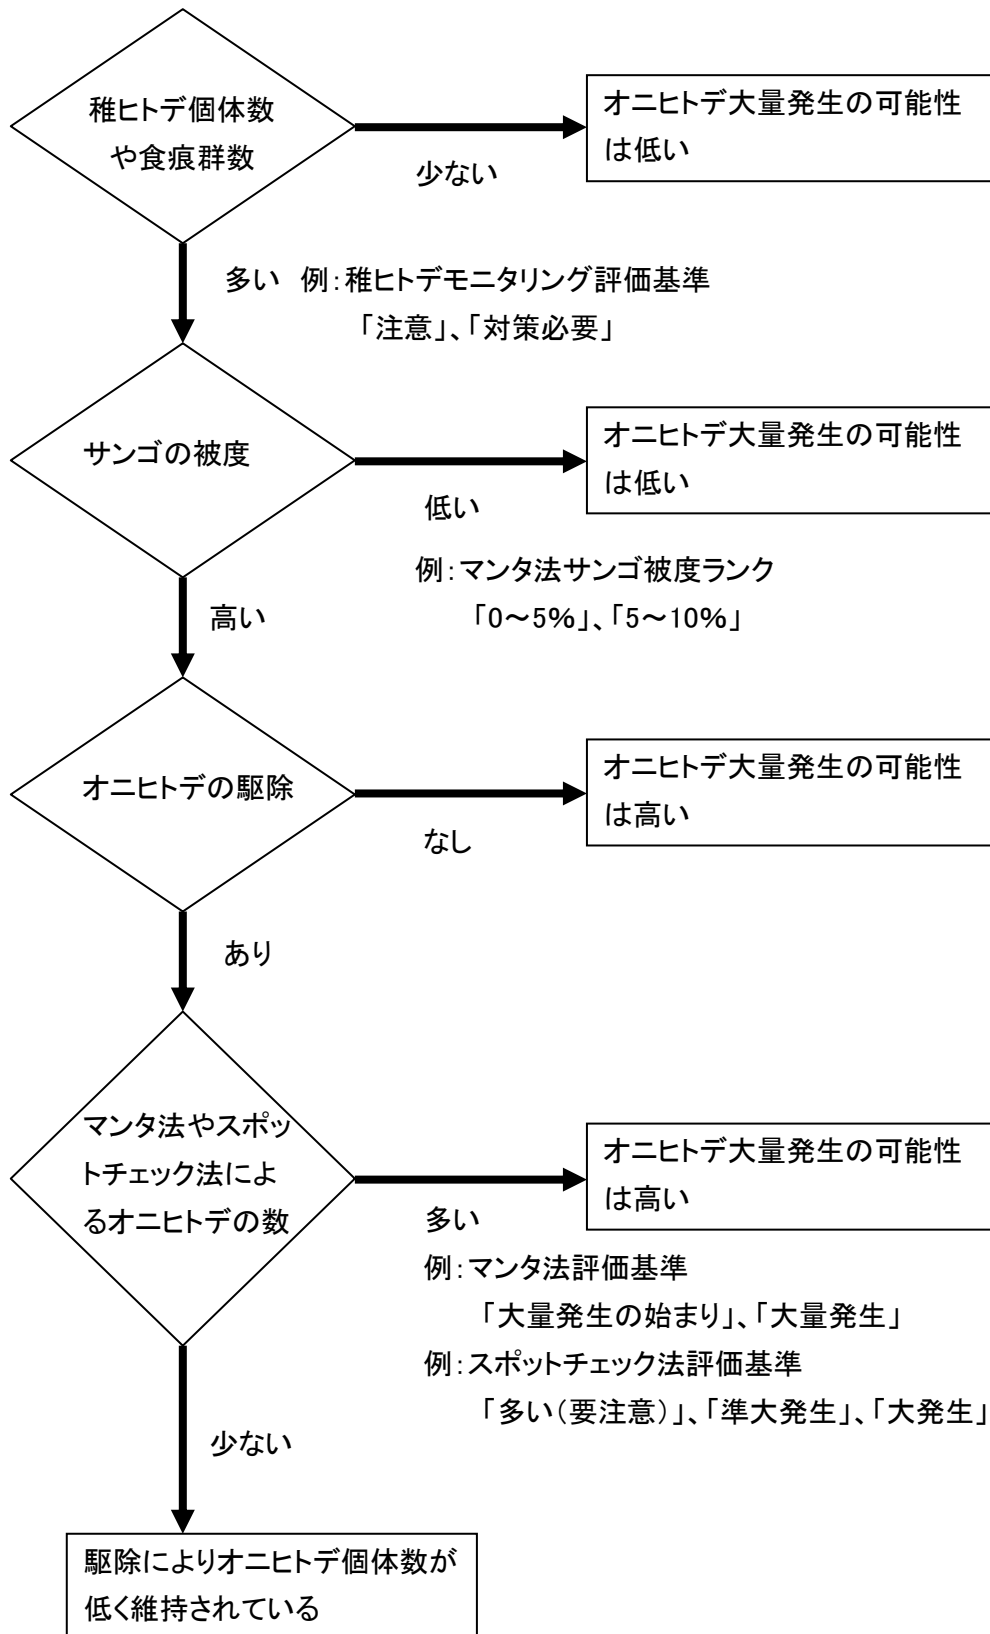 稚ヒトデ個体数
や食痕群数
少ない
オニヒトデ大量発生の可能性
は低い
多い 例：稚ヒトデモニタリング評価基準
「注意」、「対策必要」
サンゴの被度
低い
オニヒトデ大量発生の可能性
は低い
例：マンタ法サンゴ被度ランク
「0～5%」、「5～10%」
高い
オニヒトデの駆除
なし
オニヒトデ大量発生の可能性
は高い
あり
マンタ法やスポッ
トチェック法によ
るオニヒトデの数
多い
オニヒトデ大量発生の可能性
は高い
例：マンタ法評価基準
「大量発生の始まり」、「大量発生」
例：スポットチェック法評価基準
「多い（要注意）」、「準大発生」、「大発生」
少ない
駆除によりオニヒトデ個体数が
低く維持されている